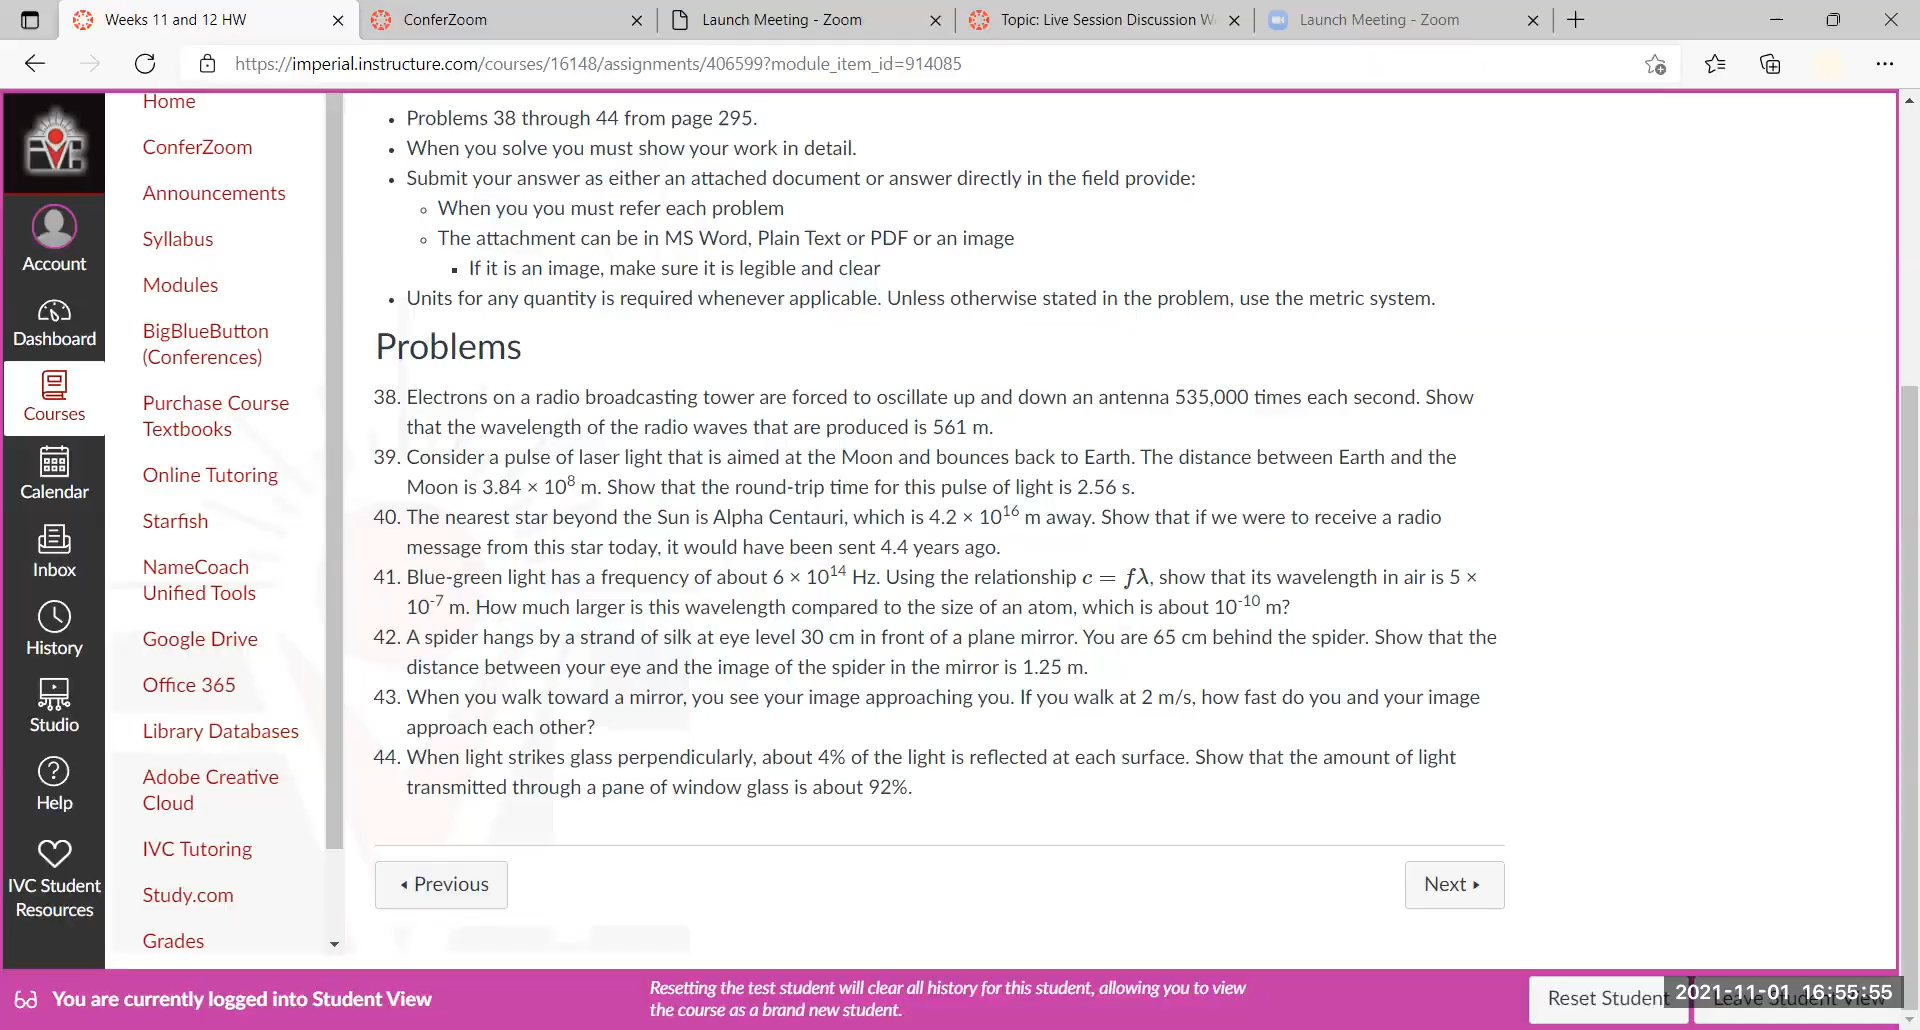 Weeks 11 and 12 HW
ConferZoom
Launch Meeting - Zoom
Topic: Live Session Discussion W
Launch Meeting - Zoom
https://imperial.instructure.com/courses/16148/assignments/406599?module_item_id=914085
Account
Dashboard
Courses
Calendar
Inbox
History
Studio
Help
IVC Student
Resources
Home
ConferZoom
Announcements
Syllabus
Modules
BigBlueButton
(Conferences)
Purchase Course
Textbooks
Online Tutoring
Starfish
NameCoach
Unified Tools
Google Drive
Office 365
Library Databases
Adobe Creative
Cloud
IVC Tutoring
Study.com
Grades
• Problems 38 through 44 from page 295.
• When you solve you must show your work in detail.
• Submit your answer as either an attached document or answer directly in the field provide:
◦ When you you must refer each problem
◦ The attachment can be in MS Word, Plain Text or PDF or an image
▪ If it is an image, make sure it is legible and clear
• Units for any quantity is required whenever applicable. Unless otherwise stated in the problem, use the metric system.
Problems
38. Electrons on a radio broadcasting tower are forced to oscillate up and down an antenna 535,000 times each second. Show
that the wavelength of the radio waves that are produced is 561 m.
39. Consider a pulse of laser light that is aimed at the Moon and bounces back to Earth. The distance between Earth and the
Moon is 3.84 × 10⁸ m. Show that the round-trip time for this pulse of light is 2.56 s.
40. The nearest star beyond the Sun is Alpha Centauri, which is 4.2 × 10¹⁶ m away. Show that if we were to receive a radio
message from this star today, it would have been sent 4.4 years ago.
41. Blue-green light has a frequency of about 6 × 10¹⁴ Hz. Using the relationship c = fλ, show that its wavelength in air is 5 ×
10⁻⁷ m. How much larger is this wavelength compared to the size of an atom, which is about 10⁻¹⁰ m?
42. A spider hangs by a strand of silk at eye level 30 cm in front of a plane mirror. You are 65 cm behind the spider. Show that the
distance between your eye and the image of the spider in the mirror is 1.25 m.
43. When you walk toward a mirror, you see your image approaching you. If you walk at 2 m/s, how fast do you and your image
approach each other?
44. When light strikes glass perpendicularly, about 4% of the light is reflected at each surface. Show that the amount of light
transmitted through a pane of window glass is about 92%.
Previous
Next
You are currently logged into Student View
Resetting the test student will clear all history for this student, allowing you to view
the course as a brand new student.
Reset Student
Leave Student View
2021-11-01 16:55:55